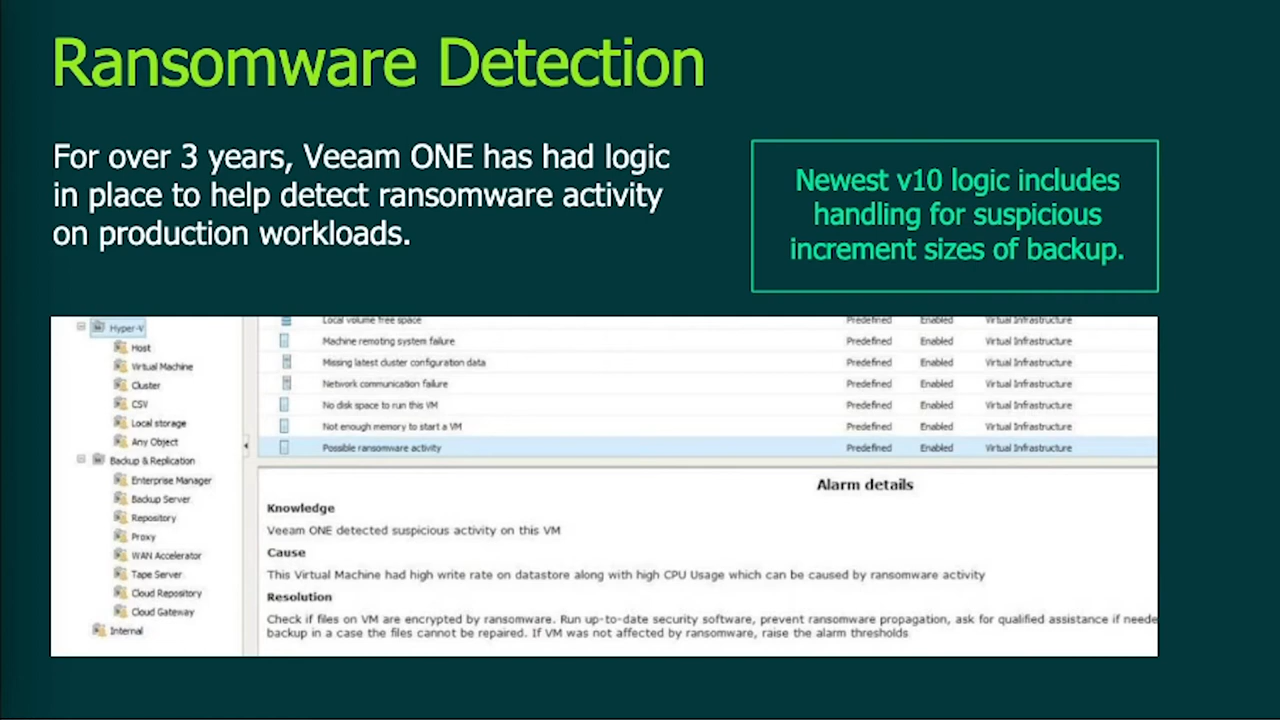 Ransomware Detection
For over 3 years, Veeam ONE has had logic
in place to help detect ransomware activity
on production workloads.
Newest v10 logic includes
handling for suspicious
increment sizes of backup.
Hyper-V
Host
Virtual Machine
Cluster
CSV
Local storage
Any Object
Backup & Replication
Enterprise Manager
Backup Server
Repository
Proxy
WAN Accelerator
Tape Server
Cloud Repository
Cloud Gateway
Internal
Local volume free space Predefined Enabled Virtual Infrastructure
Machine remoting system failure Predefined Enabled Virtual Infrastructure
Missing latest cluster configuration data Predefined Enabled Virtual Infrastructure
Network communication failure Predefined Enabled Virtual Infrastructure
No disk space to run this VM Predefined Enabled Virtual Infrastructure
Not enough memory to start a VM Predefined Enabled Virtual Infrastructure
Possible ransomware activity Predefined Enabled Virtual Infrastructure
Alarm details
Knowledge
Veeam ONE detected suspicious activity on this VM
Cause
This Virtual Machine had high write rate on datastore along with high CPU Usage which can be caused by ransomware activity
Resolution
Check if files on VM are encrypted by ransomware. Run up-to-date security software, prevent ransomware propagation, ask for qualified assistance if neede
backup in a case the files cannot be repaired. If VM was not affected by ransomware, raise the alarm thresholds